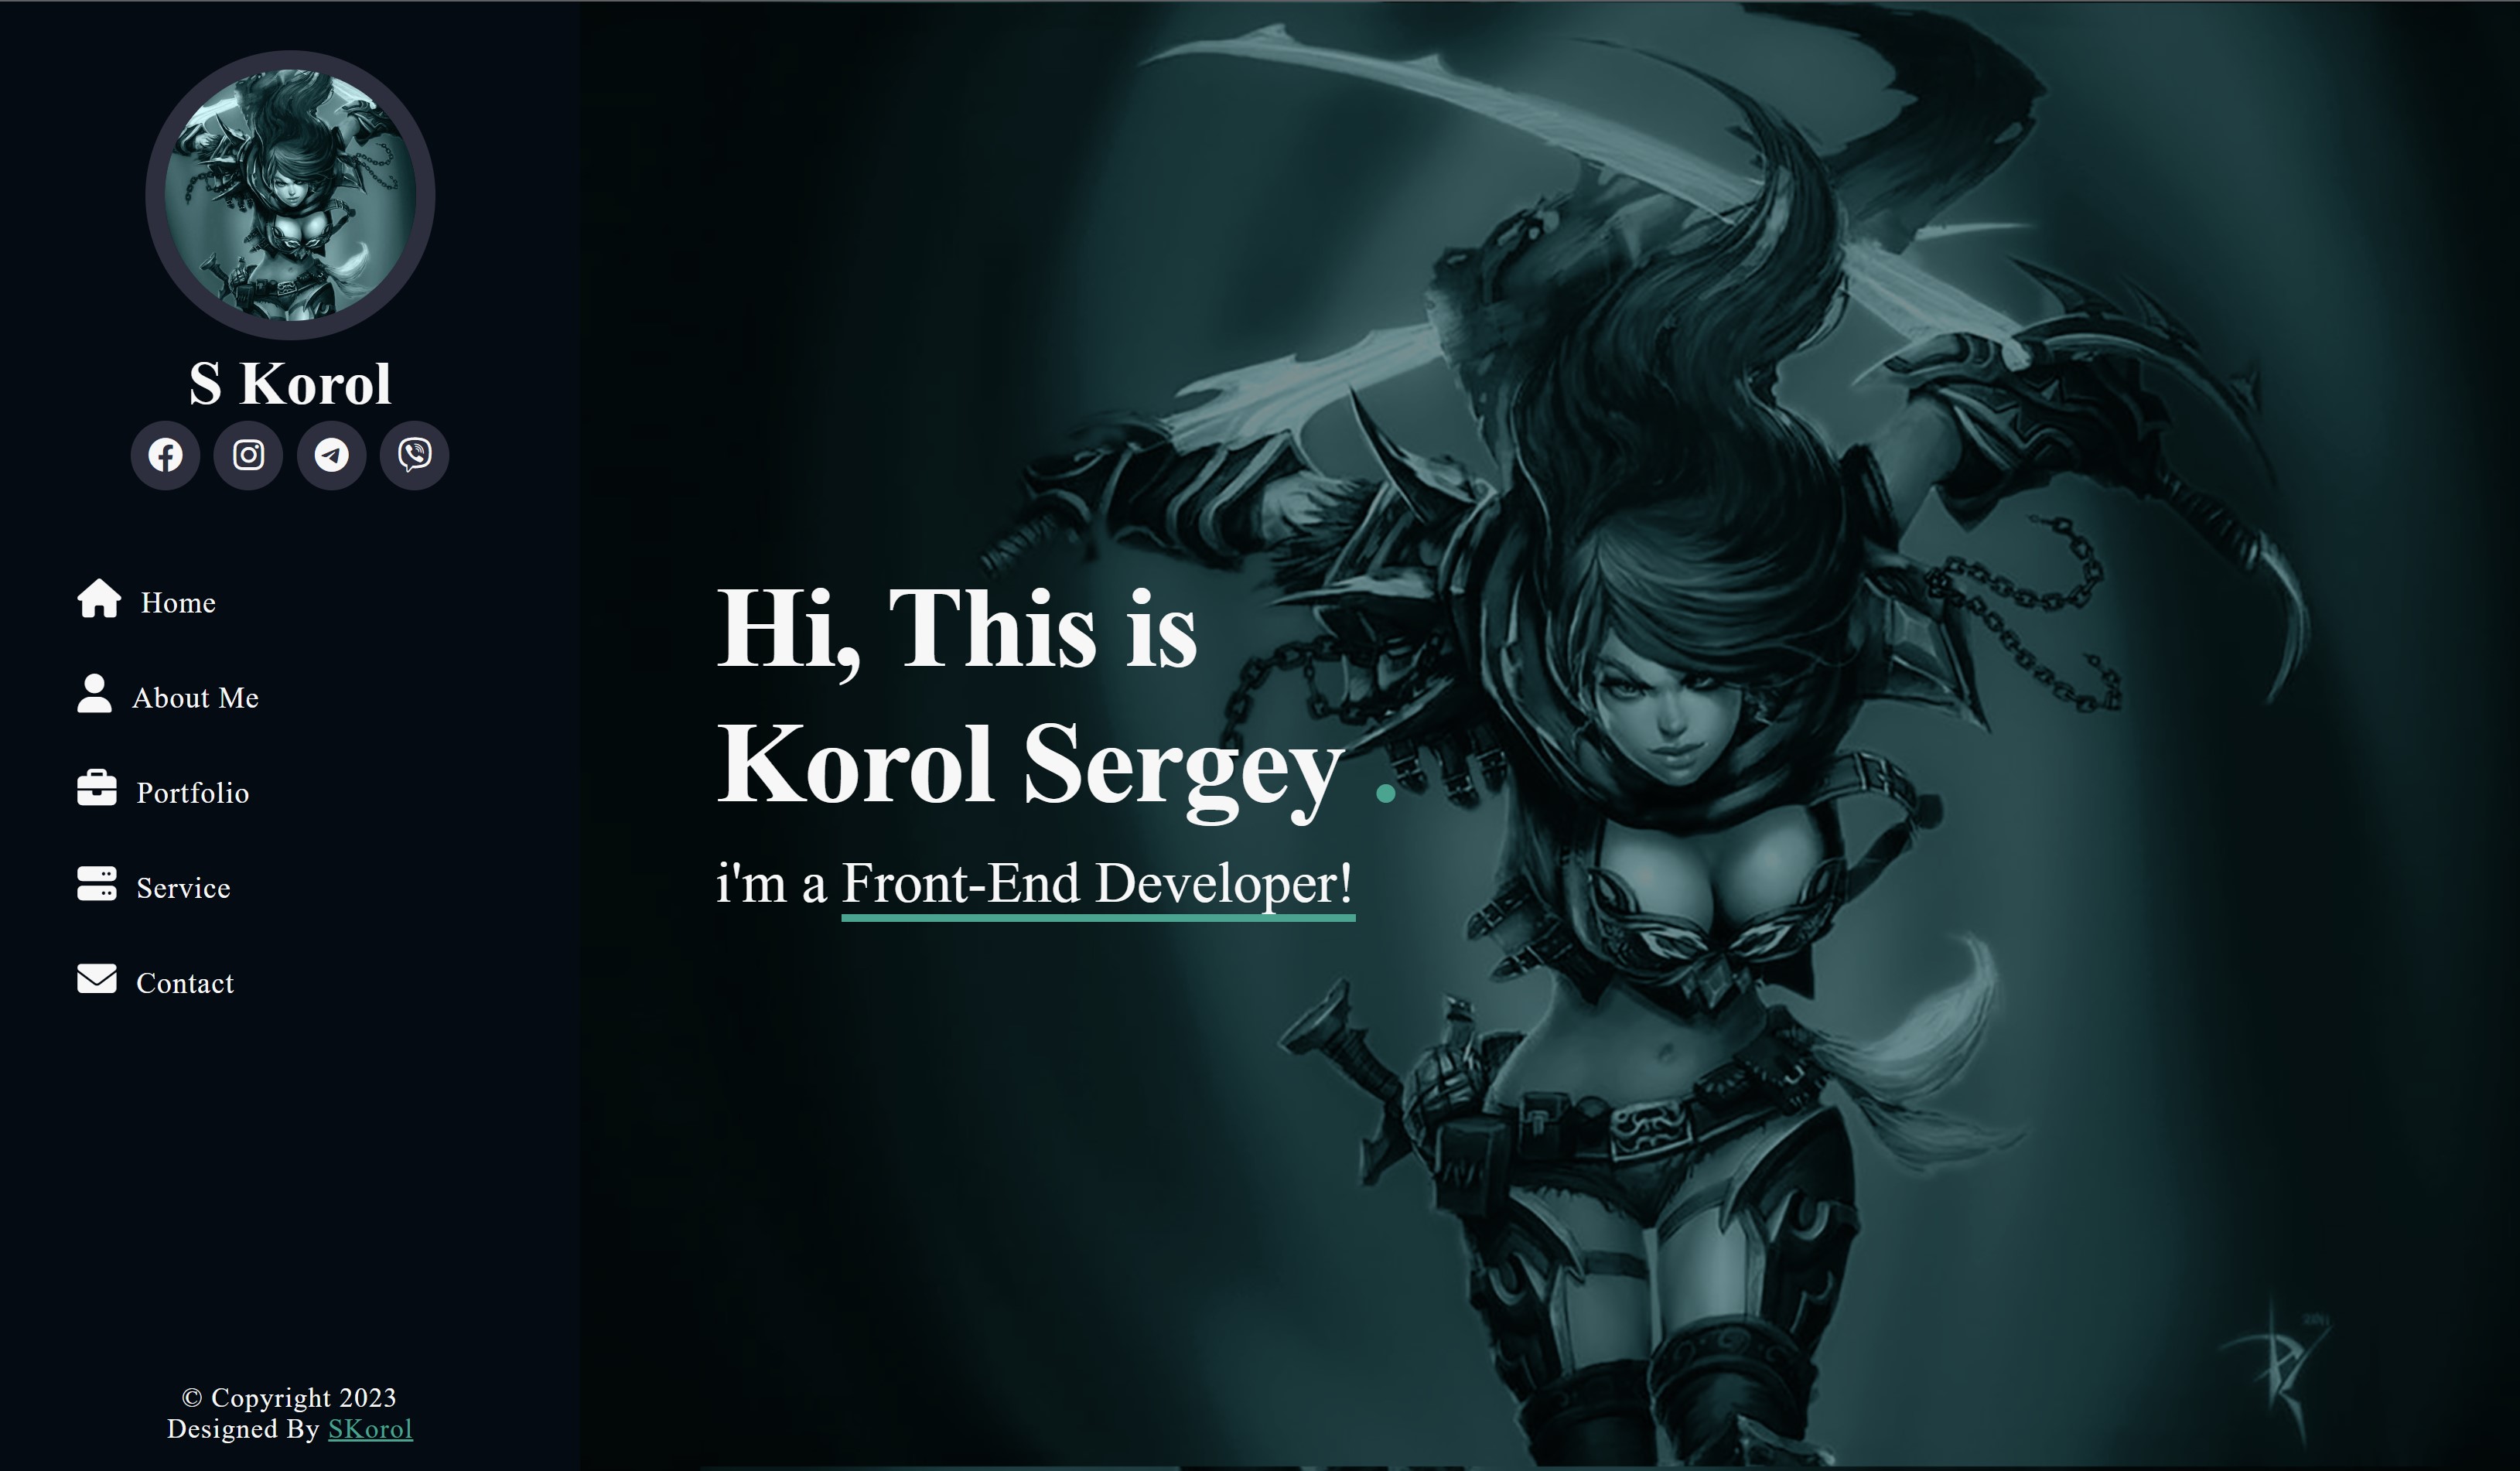 S Korol
Home
About Me
Portfolio
Service
Contact
© Copyright 2023
Designed By SKorol
Hi, This is
Korol Sergey .
i'm a Front-End Developer!